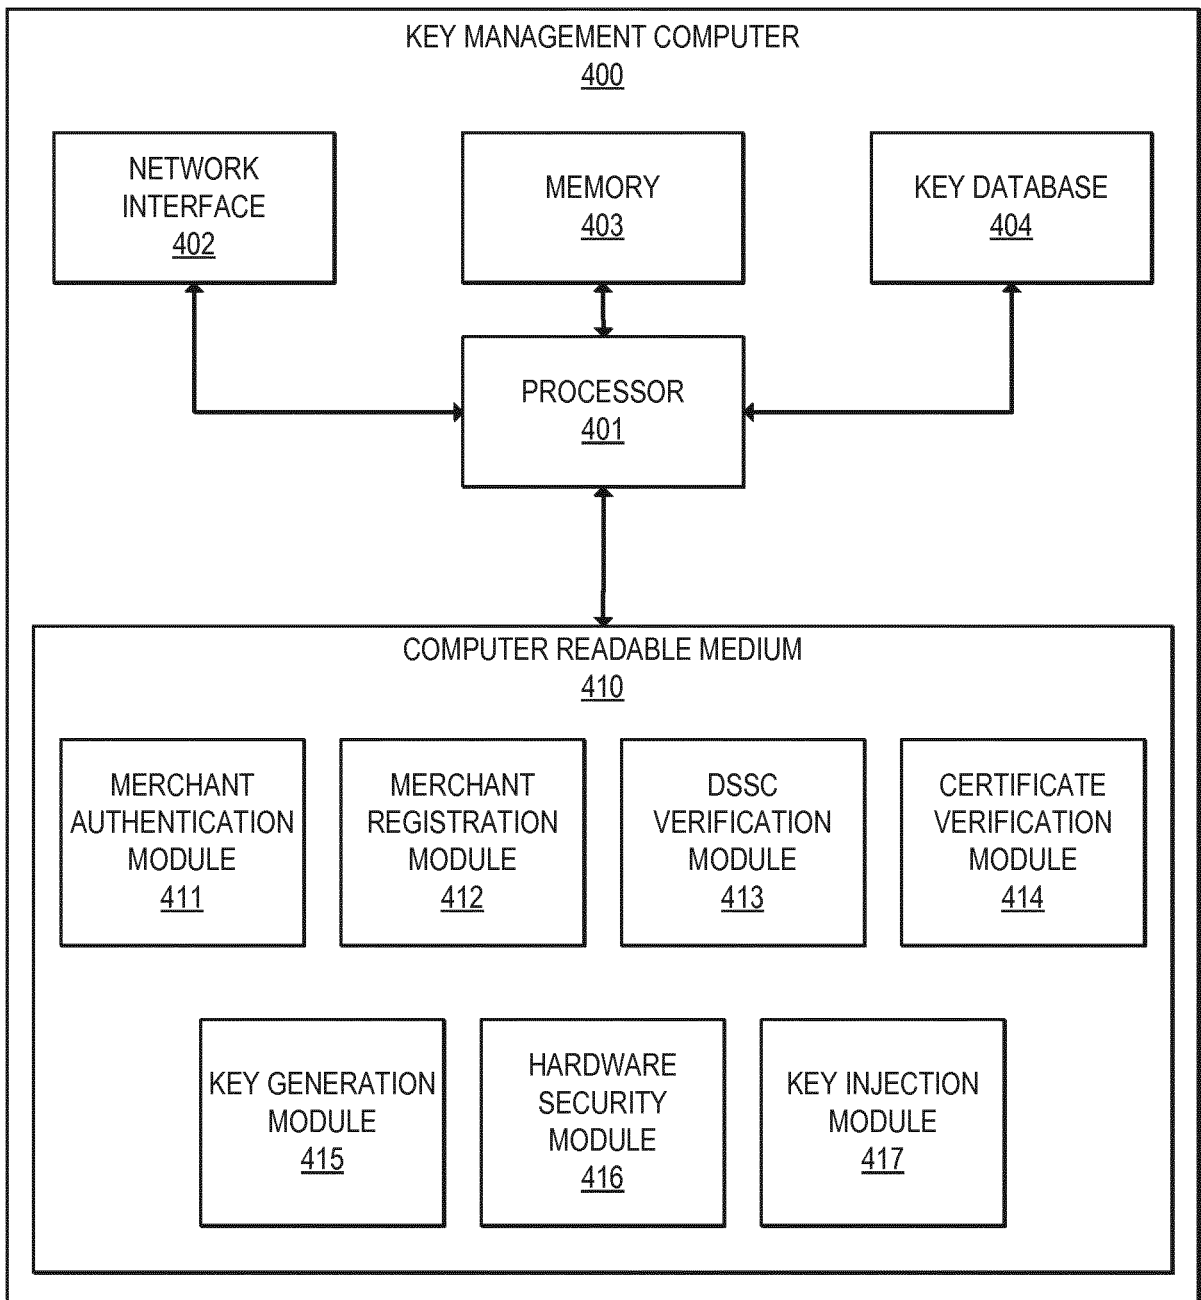 KEY MANAGEMENT COMPUTER
400
NETWORK
INTERFACE
402
MEMORY
403
KEY DATABASE
404
PROCESSOR
401
COMPUTER READABLE MEDIUM
410
MERCHANT
AUTHENTICATION
MODULE
411
MERCHANT
REGISTRATION
MODULE
412
DSSC
VERIFICATION
MODULE
413
CERTIFICATE
VERIFICATION
MODULE
414
KEY GENERATION
MODULE
415
HARDWARE
SECURITY
MODULE
416
KEY INJECTION
MODULE
417